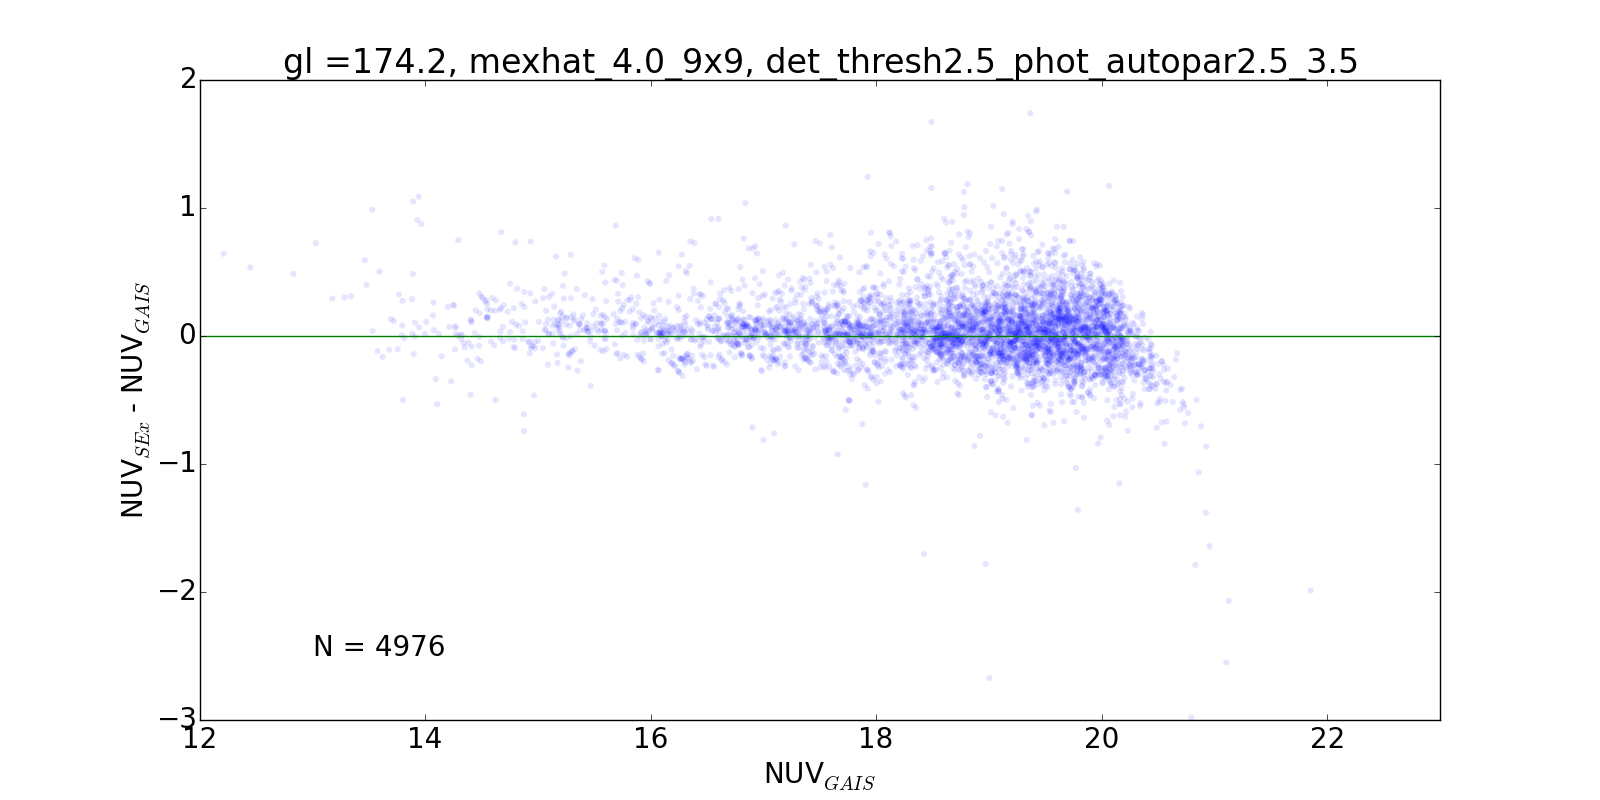 gl =174.2, mexhat_4.0_9x9, det_thresh2.5_phot_autopar2.5_3.5
2
1
0
−1
−2
−3
NUV_SEx - NUV_GAIS
N = 4976
12 14 16 18 20 22
NUV_GAIS